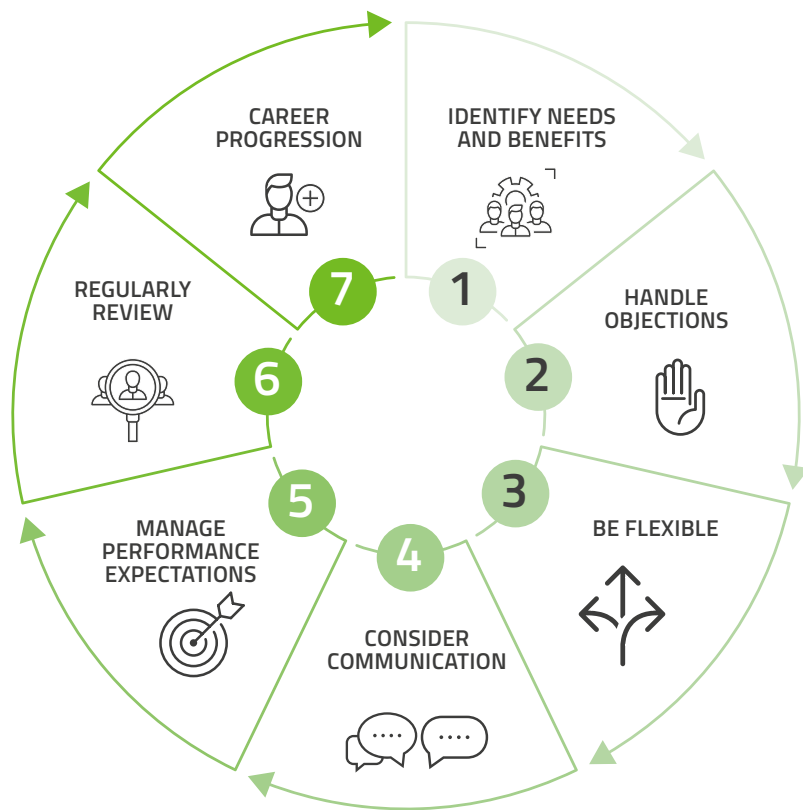 IDENTIFY NEEDS
AND BENEFITS
1
HANDLE
OBJECTIONS
2
BE FLEXIBLE
3
CONSIDER
COMMUNICATION
4
MANAGE
PERFORMANCE
EXPECTATIONS
5
REGULARLY
REVIEW
6
CAREER
PROGRESSION
7